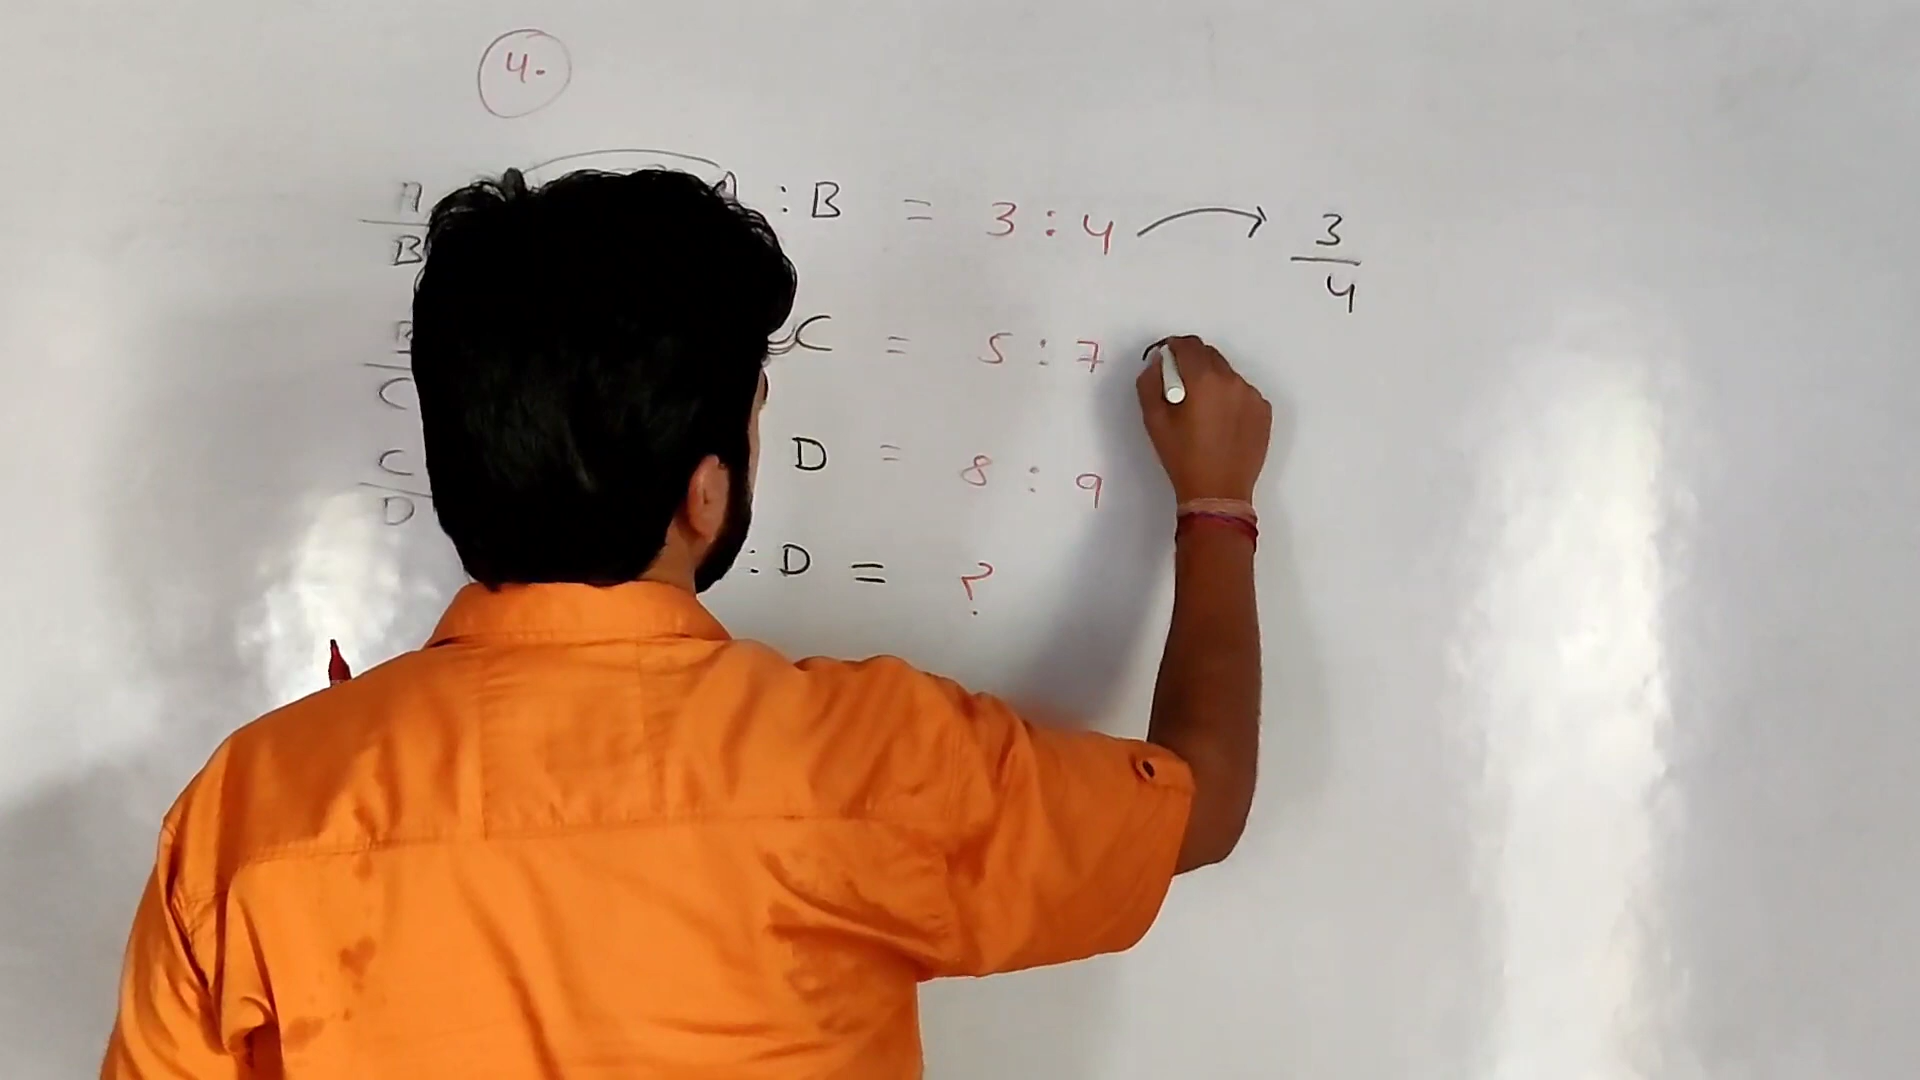 4.
A
B
: B = 3 : 4 → 3/4
C = 5 : 7
C
D = 8 : 9
C
D
: D = ?